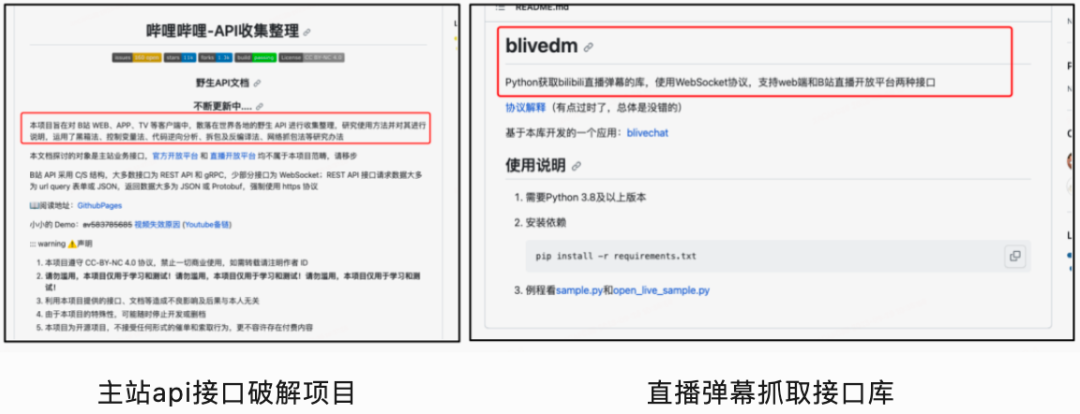 哔哩哔哩-API收集整理
野生API文档
不断更新中....
本项目旨在对 B站 WEB、APP、TV 等客户端中，散落在世界各地的野生 API 进行收集整理，研究使用方法并对其进行
说明，运用了黑箱法、控制变量法、代码逆向分析、拆包及反编译法、网络抓包法等研究办法
本文档探讨的对象是主站业务接口，官方开放平台 和 直播开放平台 均不属于本项目范畴，请移步
B站 API 采用 C/S 结构，大多数接口为 REST API 和 gRPC，少部分接口为 WebSocket；REST API 接口请求数据大多
为 url query 表单或 JSON，返回数据大多为 JSON 或 Protobuf，强制使用 https 协议
阅读地址：GithubPages
小小的 Demo：av583785685 视频失效原因 (Youtube备链)
::: warning ⚠️声明
1. 本项目遵守 CC-BY-NC 4.0 协议，禁止一切商业使用，如需转载请注明作者 ID
2. 请勿滥用，本项目仅用于学习和测试！请勿滥用，本项目仅用于学习和测试！请勿滥用，本项目仅用于学习和测
试！
3. 利用本项目提供的接口、文档等造成不良影响及后果与本人无关
4. 由于本项目的特殊性，可能随时停止开发或删档
5. 本项目为开源项目，不接受任何形式的催单和索取行为，更不容许存在付费内容
主站api接口破解项目
README.md
blivedm
Python获取bilibili直播弹幕的库，使用WebSocket协议，支持web端和B站直播开放平台两种接口
协议解释（有点过时了，总体是没错的）
基于本库开发的一个应用：blivechat
使用说明
1. 需要Python 3.8及以上版本
2. 安装依赖
pip install -r requirements.txt
3. 例程看sample.py和open_live_sample.py
直播弹幕抓取接口库